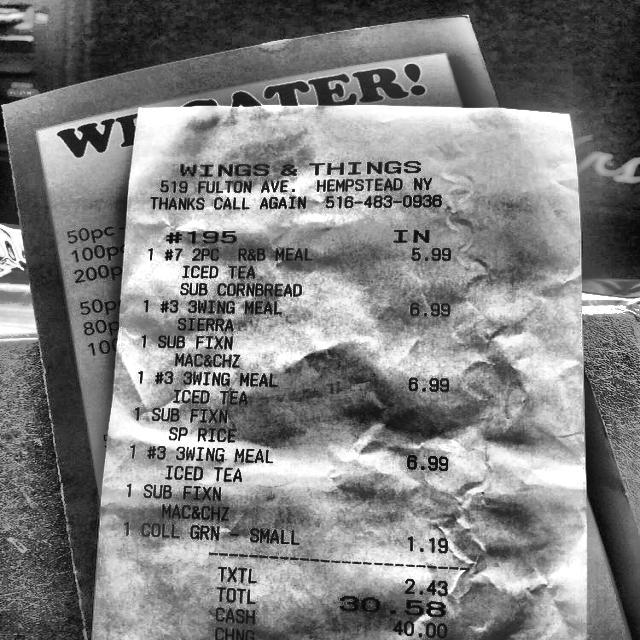 WE CATER!
WINGS & THINGS
519 FULTON AVE. HEMPSTEAD NY
THANKS CALL AGAIN 516-483-0936
#195 IN
1 #7 2PC R&B MEAL 5.99
ICED TEA
SUB CORNBREAD
1 #3 3WING MEAL 6.99
SIERRA
1 SUB FIXN
MAC&CHZ
1 #3 3WING MEAL 6.99
ICED TEA
1 SUB FIXN
SP RICE
1 #3 3WING MEAL 6.99
ICED TEA
1 SUB FIXN
MAC&CHZ
1 COLL GRN - SMALL 1.19
TXTL 2.43
TOTL 30.58
CASH 40.00
CHNG
50pc
100p
200p
50p
80p
10